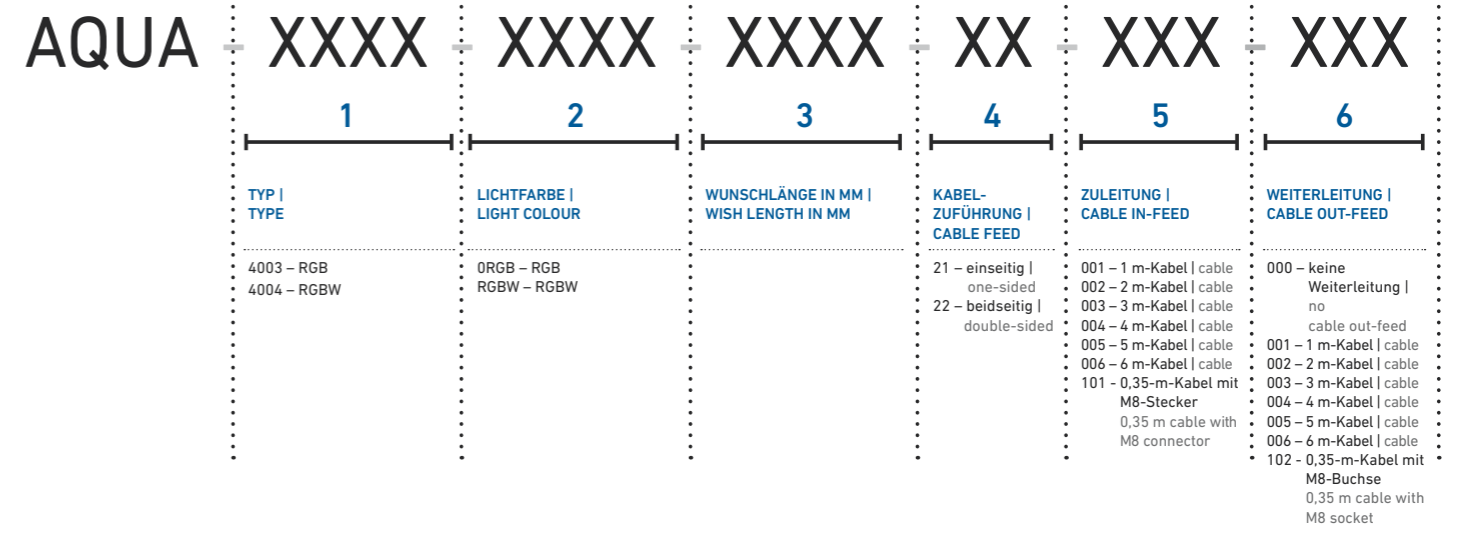 AQUA - XXXX - XXXX - XXXX - XX - XXX - XXX
1
2
3
4
5
6
TYP |
TYPE
4003 – RGB
4004 – RGBW
LICHTFARBE |
LIGHT COLOUR
0RGB – RGB
RGBW – RGBW
WUNSCHLÄNGE IN MM |
WISH LENGTH IN MM
KABEL-
ZUFÜHRUNG |
CABLE FEED
21 – einseitig |
one-sided
22 – beidseitig |
double-sided
ZULEITUNG |
CABLE IN-FEED
001 – 1 m-Kabel | cable
002 – 2 m-Kabel | cable
003 – 3 m-Kabel | cable
004 – 4 m-Kabel | cable
005 – 5 m-Kabel | cable
006 – 6 m-Kabel | cable
101 - 0,35-m-Kabel mit
M8-Stecker
0,35 m cable with
M8 connector
WEITERLEITUNG |
CABLE OUT-FEED
000 – keine
Weiterleitung |
no
cable out-feed
001 – 1 m-Kabel | cable
002 – 2 m-Kabel | cable
003 – 3 m-Kabel | cable
004 – 4 m-Kabel | cable
005 – 5 m-Kabel | cable
006 – 6 m-Kabel | cable
102 - 0,35-m-Kabel mit
M8-Buchse
0,35 m cable with
M8 socket